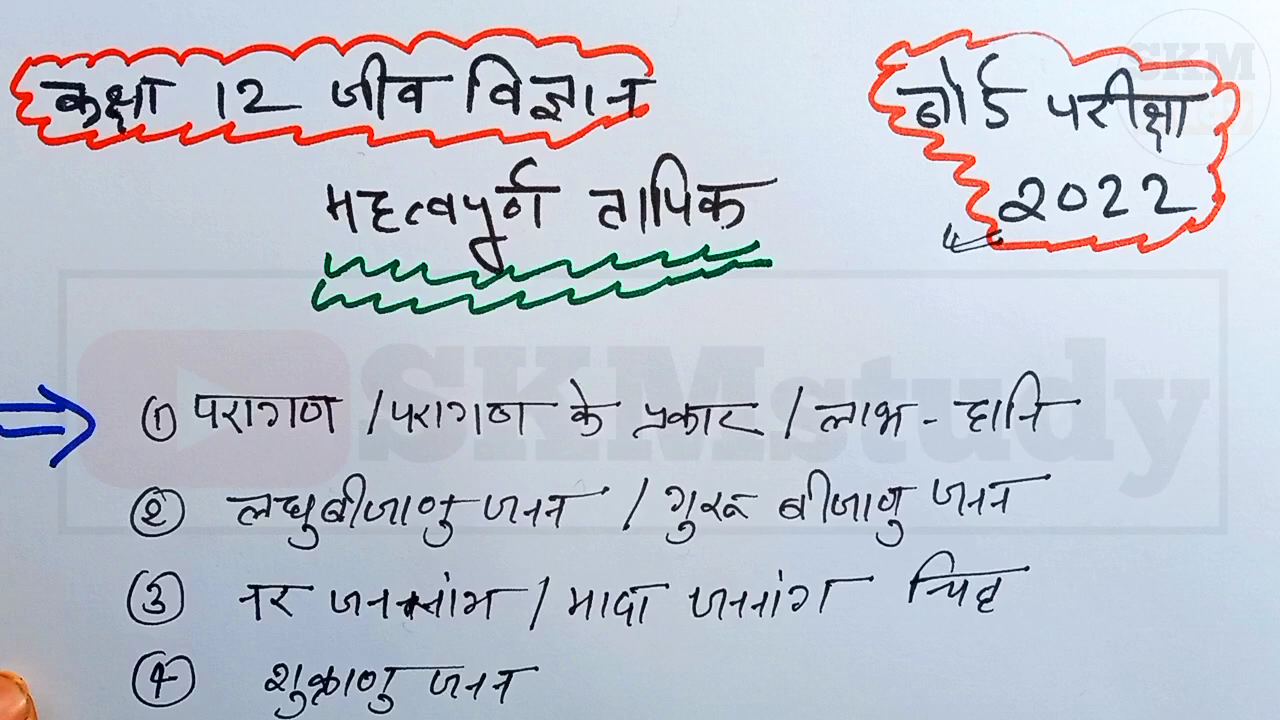 कक्षा 12 जीव विज्ञान
बोर्ड परीक्षा
2022
महत्वपूर्ण तापिक
① परागण / परागण के प्रकार / लाभ - हानि
② लघुबीजाणु जनन / गुरू बीजाणु जनन
③ नर जननांग / मादा जननांग चित्र
④ शुक्राणु जनन
SKMstudy
SKM